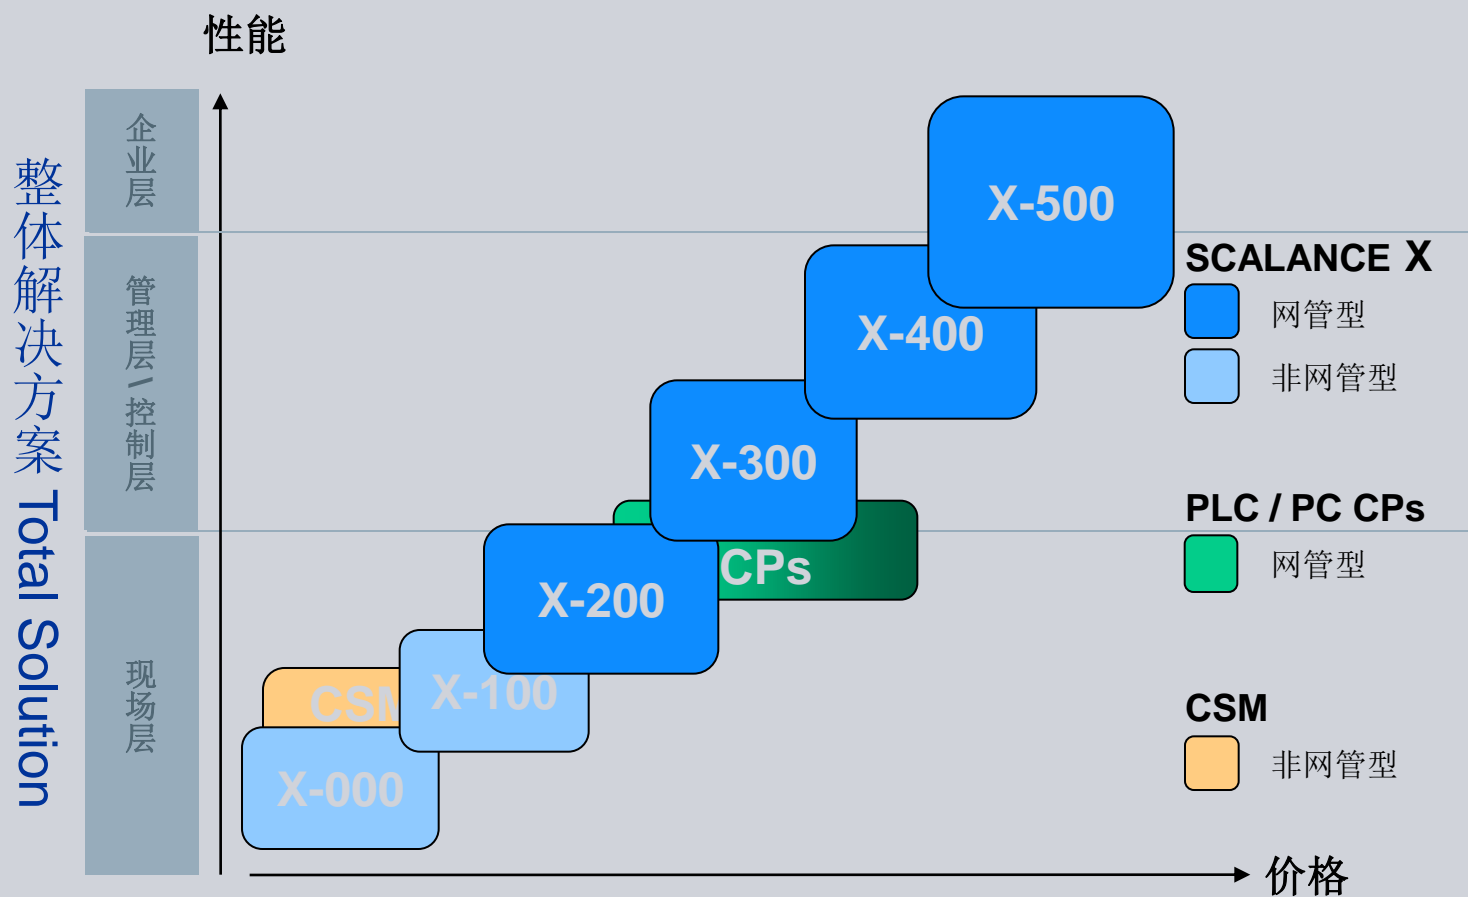 性能
整体解决方案 Total Solution
企业层
管理层\控制层
现场层
X-500
X-400
X-300
CPs
X-200
X-100
CSM
X-000
SCALANCE X
网管型
非网管型
PLC / PC CPs
网管型
CSM
非网管型
价格